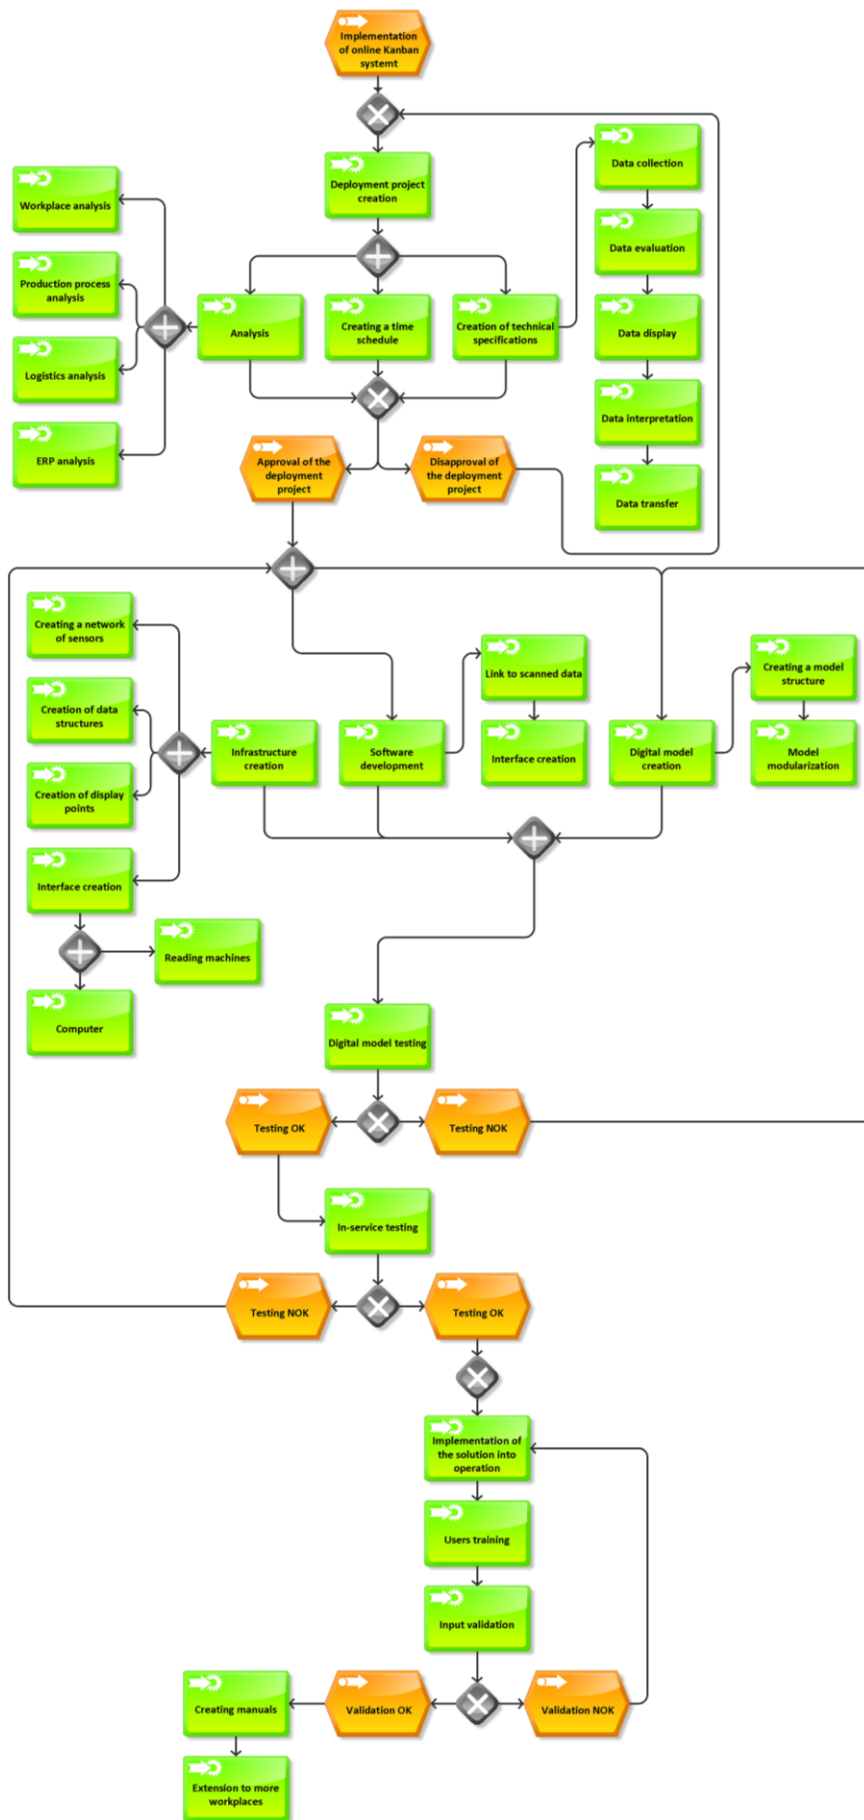 Implementation
of online Kanban
systemt
Deployment project
creation
Data collection
Workplace analysis
Data evaluation
Production process
analysis
Analysis
Creating a time
schedule
Creation of technical
specifications
Data display
Logistics analysis
Data interpretation
ERP analysis
Approval of the
deployment
project
Disapproval of
the deployment
project
Data transfer
Creating a network
of sensors
Link to scanned data
Creating a model
structure
Creation of data
structures
Infrastructure
creation
Software
development
Interface creation
Digital model
creation
Model
modularization
Creation of display
points
Interface creation
Reading machines
Computer
Digital model testing
Testing OK
Testing NOK
In-service testing
Testing NOK
Testing OK
Implementation of
the solution into
operation
Users training
Input validation
Creating manuals
Validation OK
Validation NOK
Extension to more
workplaces